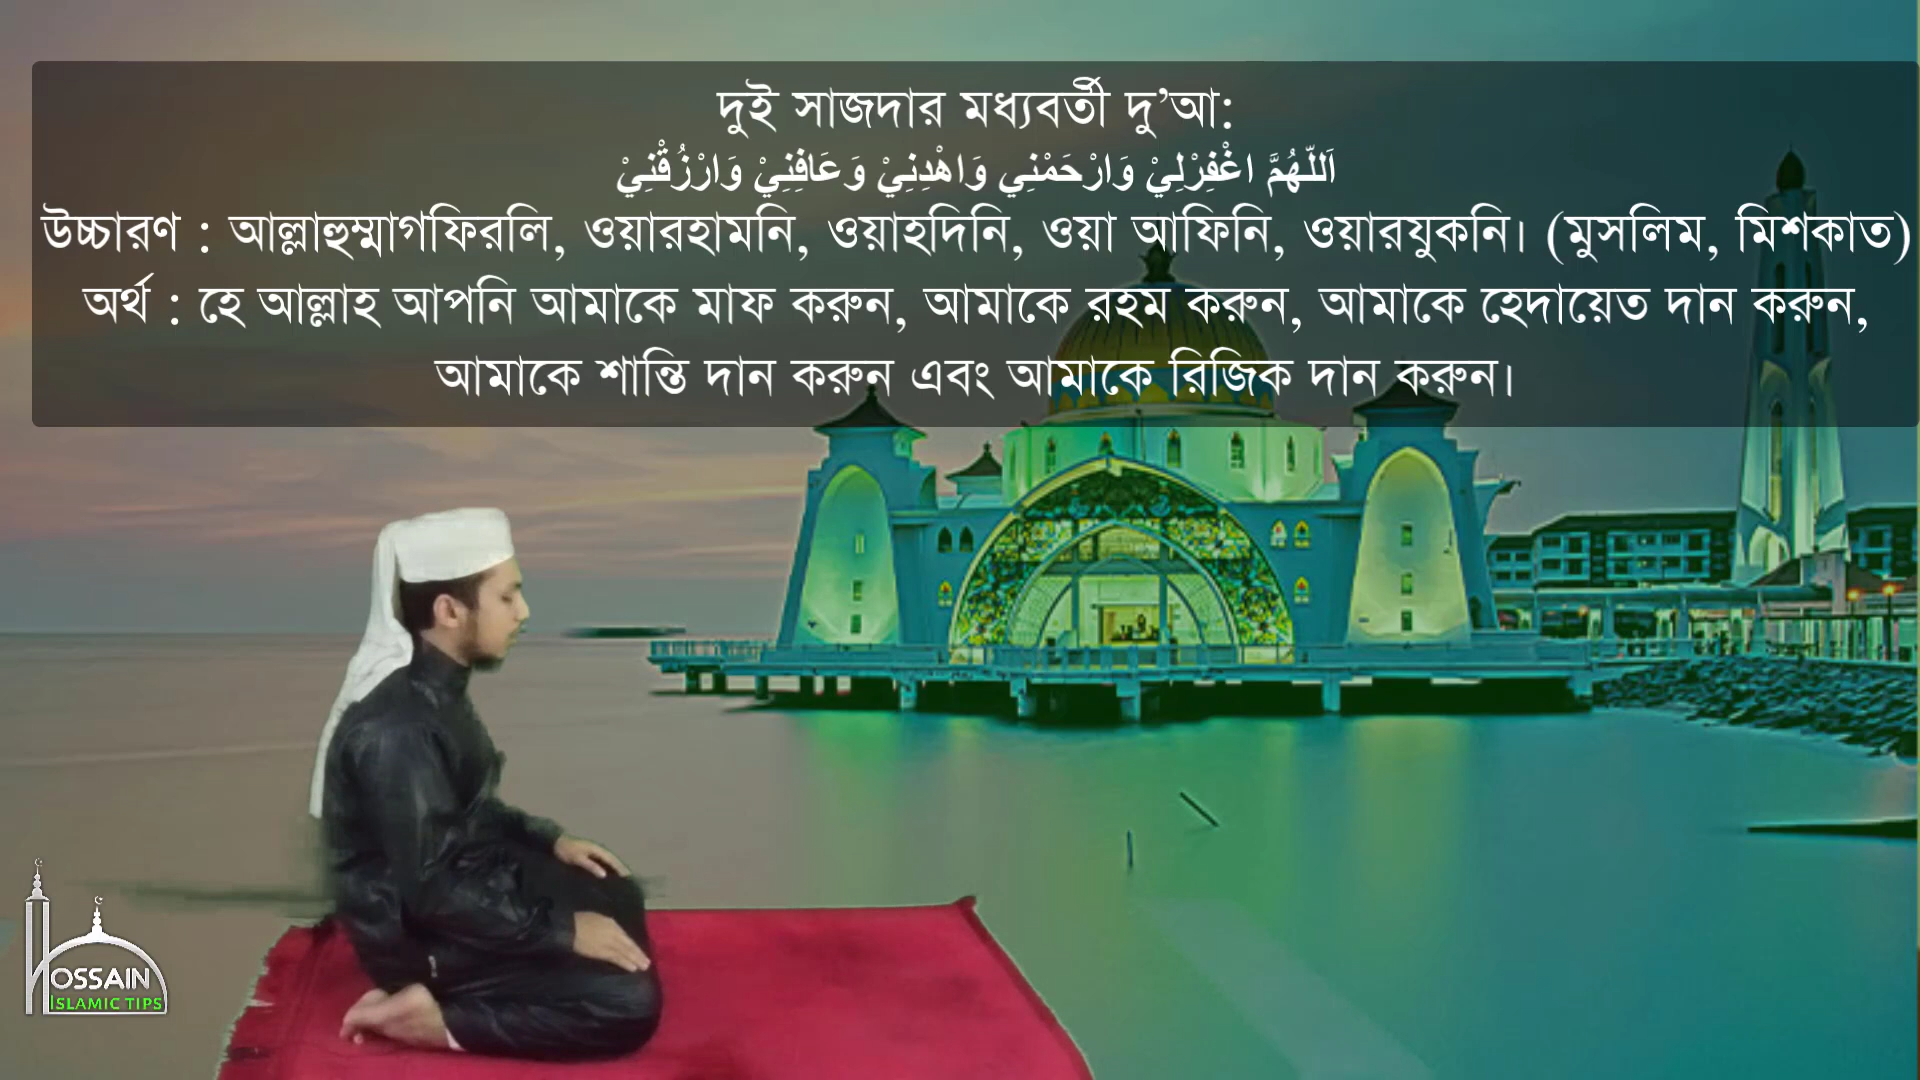 দুই সাজদার মধ্যবর্তী দু’আ:
اَللّهُمَّ اغْفِرْلِيْ وَارْحَمْنِي وَاهْدِنِيْ وَعَافِنِيْ وَارْزُقْنِيْ
উচ্চারণ : আল্লাহুম্মাগফিরলি, ওয়ারহামনি, ওয়াহদিনি, ওয়া আফিনি, ওয়ারযুকনি। (মুসলিম, মিশকাত)
অর্থ : হে আল্লাহ আপনি আমাকে মাফ করুন, আমাকে রহম করুন, আমাকে হেদায়েত দান করুন,
আমাকে শান্তি দান করুন এবং আমাকে রিজিক দান করুন।
HOSSAIN
ISLAMIC TIPS